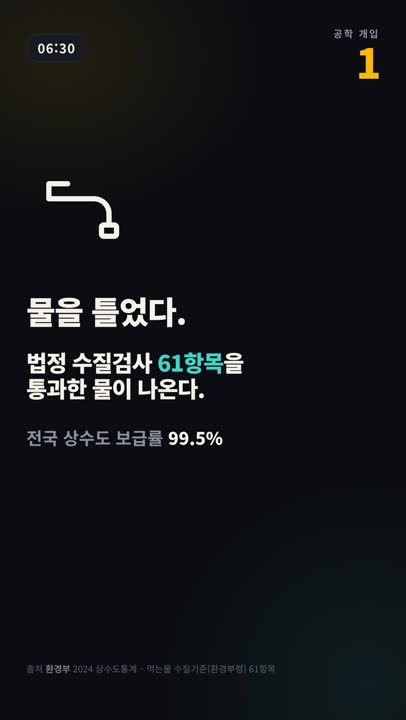 06:30
공학 개입
1
물을 틀었다.
법정 수질검사 61항목을
통과한 물이 나온다.
전국 상수도 보급률 99.5%
출처 환경부 2024 상수도통계 · 먹는물 수질기준(환경부령) 61항목